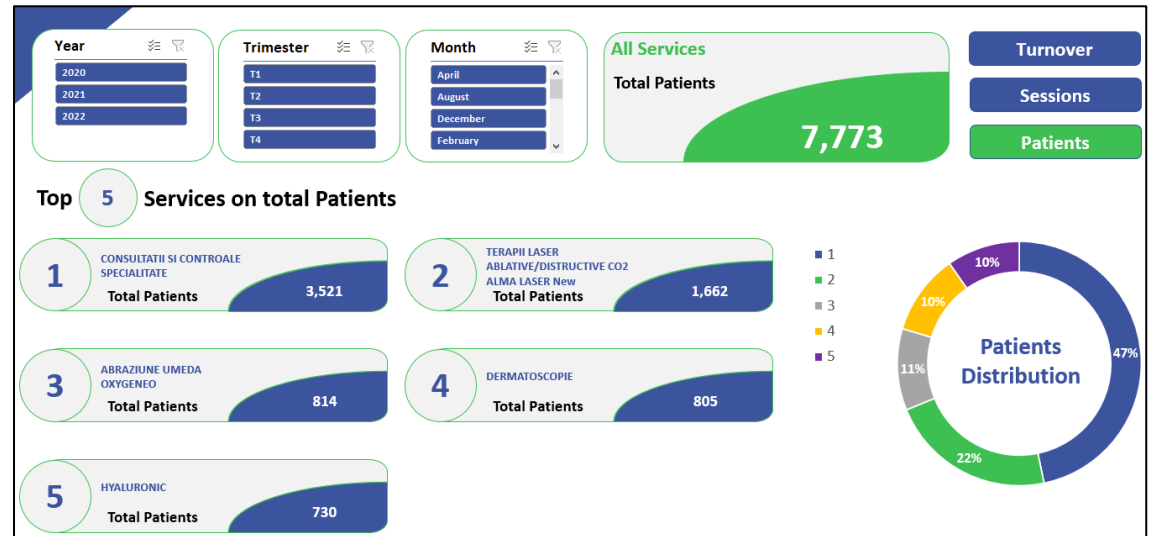 Year
2020
2021
2022
Trimester
T1
T2
T3
T4
Month
April
August
December
February
All Services
Total Patients
7,773
Turnover
Sessions
Patients
Top 5 Services on total Patients
1
CONSULTATII SI CONTROALE
SPECIALITATE
Total Patients
3,521
2
TERAPII LASER
ABLATIVE/DISTRUCTIVE CO2
ALMA LASER New
Total Patients
1,662
3
ABRAZIUNE UMEDA
OXYGENEO
Total Patients
814
4
DERMATOSCOPIE
Total Patients
805
5
HYALURONIC
Total Patients
730
1
2
3
4
5
10%
10%
11%
22%
47%
Patients
Distribution